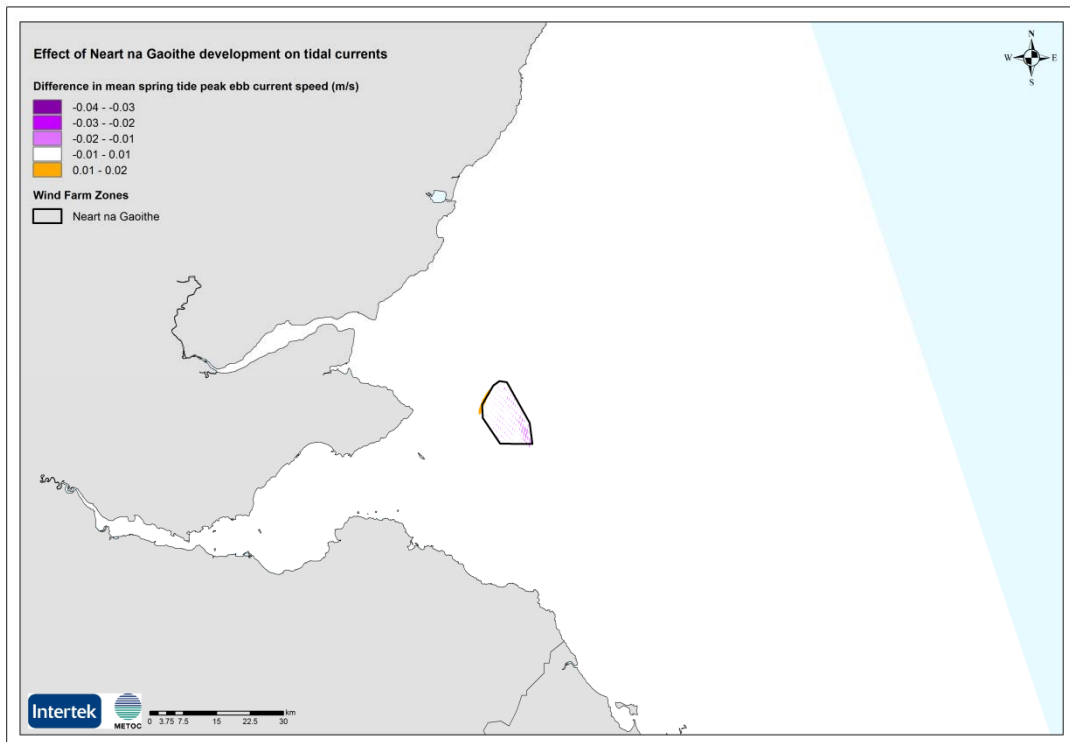 Effect of Neart na Gaoithe development on tidal currents
Difference in mean spring tide peak ebb current speed (m/s)
-0.04 - -0.03
-0.03 - -0.02
-0.02 - -0.01
-0.01 - 0.01
0.01 - 0.02
Wind Farm Zones
Neart na Gaoithe
N
W E
S
Intertek
METOC
km
0 3.75 7.5 15 22.5 30